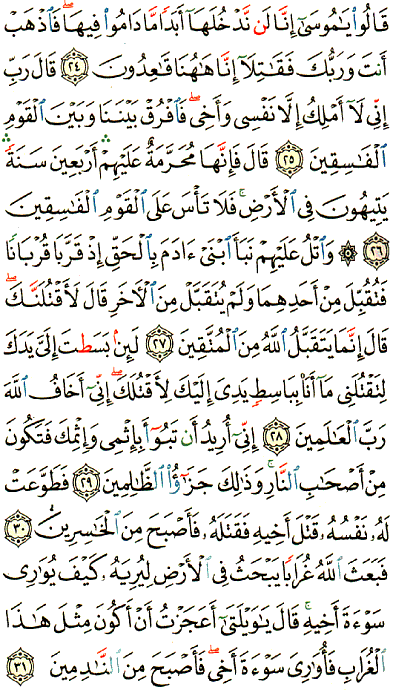 قَالُوا۟ يَٰمُوسَىٰٓ إِنَّا لَن نَّدْخُلَهَآ أَبَدًا مَّا دَامُوا۟ فِيهَا ۖ فَٱذْهَبْ
أَنتَ وَرَبُّكَ فَقَٰتِلَآ إِنَّا هَٰهُنَا قَٰعِدُونَ ٢٤ قَالَ رَبِّ
إِنِّى لَآ أَمْلِكُ إِلَّا نَفْسِى وَأَخِى ۖ فَٱفْرُقْ بَيْنَنَا وَبَيْنَ ٱلْقَوْمِ
ٱلْفَٰسِقِينَ ٢٥ قَالَ فَإِنَّهَا مُحَرَّمَةٌ عَلَيْهِمْ ۛ أَرْبَعِينَ سَنَةً ۛ
يَتِيهُونَ فِى ٱلْأَرْضِ ۚ فَلَا تَأْسَ عَلَى ٱلْقَوْمِ ٱلْفَٰسِقِينَ
٢٦ ۞ وَٱتْلُ عَلَيْهِمْ نَبَأَ ٱبْنَىْ ءَادَمَ بِٱلْحَقِّ إِذْ قَرَّبَا قُرْبَانًا
فَتُقُبِّلَ مِنْ أَحَدِهِمَا وَلَمْ يُتَقَبَّلْ مِنَ ٱلْءَاخَرِ قَالَ لَأَقْتُلَنَّكَ ۖ
قَالَ إِنَّمَا يَتَقَبَّلُ ٱللَّهُ مِنَ ٱلْمُتَّقِينَ ٢٧ لَئِنۢ بَسَطتَ إِلَىَّ يَدَكَ
لِتَقْتُلَنِى مَآ أَنَا۠ بِبَاسِطٍ يَدِىَ إِلَيْكَ لِأَقْتُلَكَ ۖ إِنِّىٓ أَخَافُ ٱللَّهَ
رَبَّ ٱلْعَٰلَمِينَ ٢٨ إِنِّىٓ أُرِيدُ أَن تَبُوٓأَ بِإِثْمِى وَإِثْمِكَ فَتَكُونَ
مِنْ أَصْحَٰبِ ٱلنَّارِ ۚ وَذَٰلِكَ جَزَٰٓؤُا۟ ٱلظَّٰلِمِينَ ٢٩ فَطَوَّعَتْ
لَهُۥ نَفْسُهُۥ قَتْلَ أَخِيهِ فَقَتَلَهُۥ فَأَصْبَحَ مِنَ ٱلْخَٰسِرِينَ ٣٠
فَبَعَثَ ٱللَّهُ غُرَابًا يَبْحَثُ فِى ٱلْأَرْضِ لِيُرِيَهُۥ كَيْفَ يُوَٰرِى
سَوْءَةَ أَخِيهِ ۚ قَالَ يَٰوَيْلَتَىٰٓ أَعَجَزْتُ أَنْ أَكُونَ مِثْلَ هَٰذَا
ٱلْغُرَابِ فَأُوَٰرِىَ سَوْءَةَ أَخِى ۖ فَأَصْبَحَ مِنَ ٱلنَّٰدِمِينَ ٣١